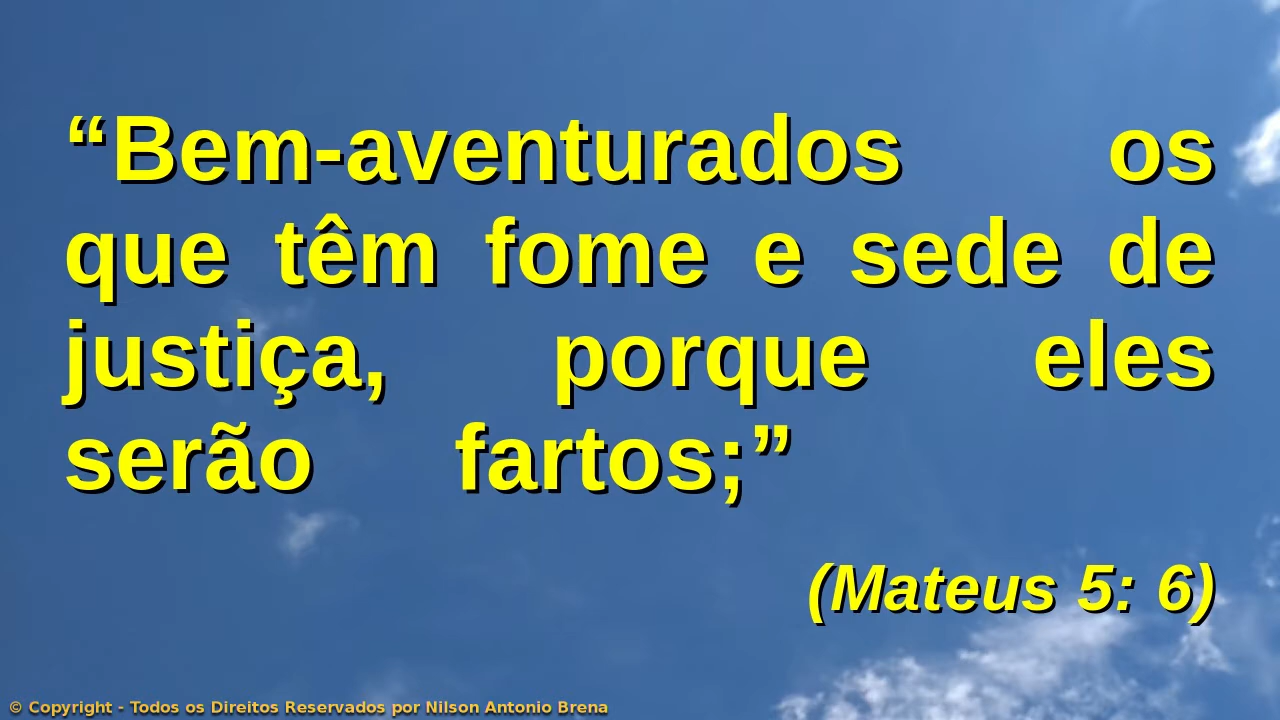 “Bem-aventurados os
que têm fome e sede de
justiça, porque eles
serão fartos;”
(Mateus 5: 6)
© Copyright - Todos os Direitos Reservados por Nilson Antonio Brena